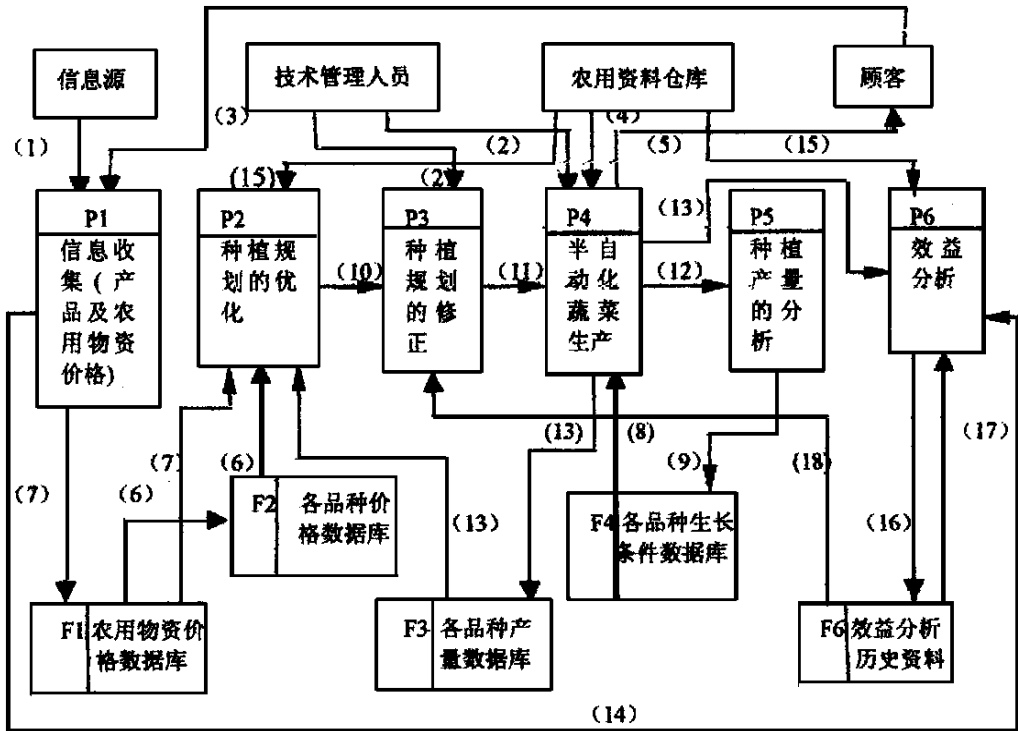 信息源
技术管理人员
农用资料仓库
顾客
(1)
(3)
(2)
(4)
(5)
(15)
(15)
(2)
(13)
P1
信息收
集(产
品及农
用物资
价格)
P2
种植规
划的优
化
(10)
P3
种植
规划
的修
正
(11)
P4
半自
动化
蔬菜
生产
(12)
P5
种植
产量
的分
析
P6
效益
分析
(7)
(6)
(7)
(6)
(13)
(13)
(8)
(9)
(18)
(16)
(17)
F2 各品种价
格数据库
F4 各品种生长
条件数据库
F1 农用物资价
格数据库
F3 各品种产
量数据库
F6 效益分析
历史资料
(14)